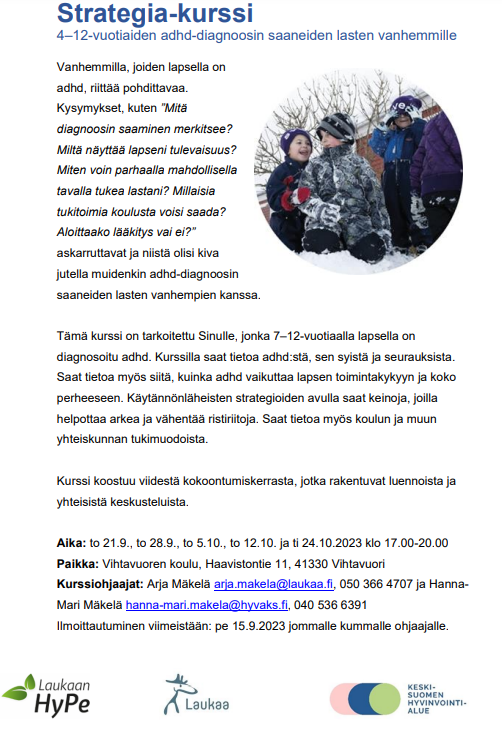 Strategia-kurssi
4–12-vuotiaiden adhd-diagnoosin saaneiden lasten vanhemmille
Vanhemmilla, joiden lapsella on
adhd, riittää pohdittavaa.
Kysymykset, kuten ”Mitä
diagnoosin saaminen merkitsee?
Miltä näyttää lapseni tulevaisuus?
Miten voin parhaalla mahdollisella
tavalla tukea lastani? Millaisia
tukitoimia koulusta voisi saada?
Aloittaako lääkitys vai ei?”
askarruttavat ja niistä olisi kiva
jutella muidenkin adhd-diagnoosin
saaneiden lasten vanhempien kanssa.
Tämä kurssi on tarkoitettu Sinulle, jonka 7–12-vuotiaalla lapsella on
diagnosoitu adhd. Kurssilla saat tietoa adhd:stä, sen syistä ja seurauksista.
Saat tietoa myös siitä, kuinka adhd vaikuttaa lapsen toimintakykyyn ja koko
perheeseen. Käytännönläheisten strategioiden avulla saat keinoja, joilla
helpottaa arkea ja vähentää ristiriitoja. Saat tietoa myös koulun ja muun
yhteiskunnan tukimuodoista.
Kurssi koostuu viidestä kokoontumiskerrasta, jotka rakentuvat luennoista ja
yhteisistä keskusteluista.
Aika: to 21.9., to 28.9., to 5.10., to 12.10. ja ti 24.10.2023 klo 17.00-20.00
Paikka: Vihtavuoren koulu, Haavistontie 11, 41330 Vihtavuori
Kurssiohjaajat: Arja Mäkelä arja.makela@laukaa.fi, 050 366 4707 ja Hanna-
Mari Mäkelä hanna-mari.makela@hyvaks.fi, 040 536 6391
Ilmoittautuminen viimeistään: pe 15.9.2023 jommalle kummalle ohjaajalle.
Laukaan
HyPe
Laukaa
KESKI-
SUOMEN
HYVINVOINTI-
ALUE